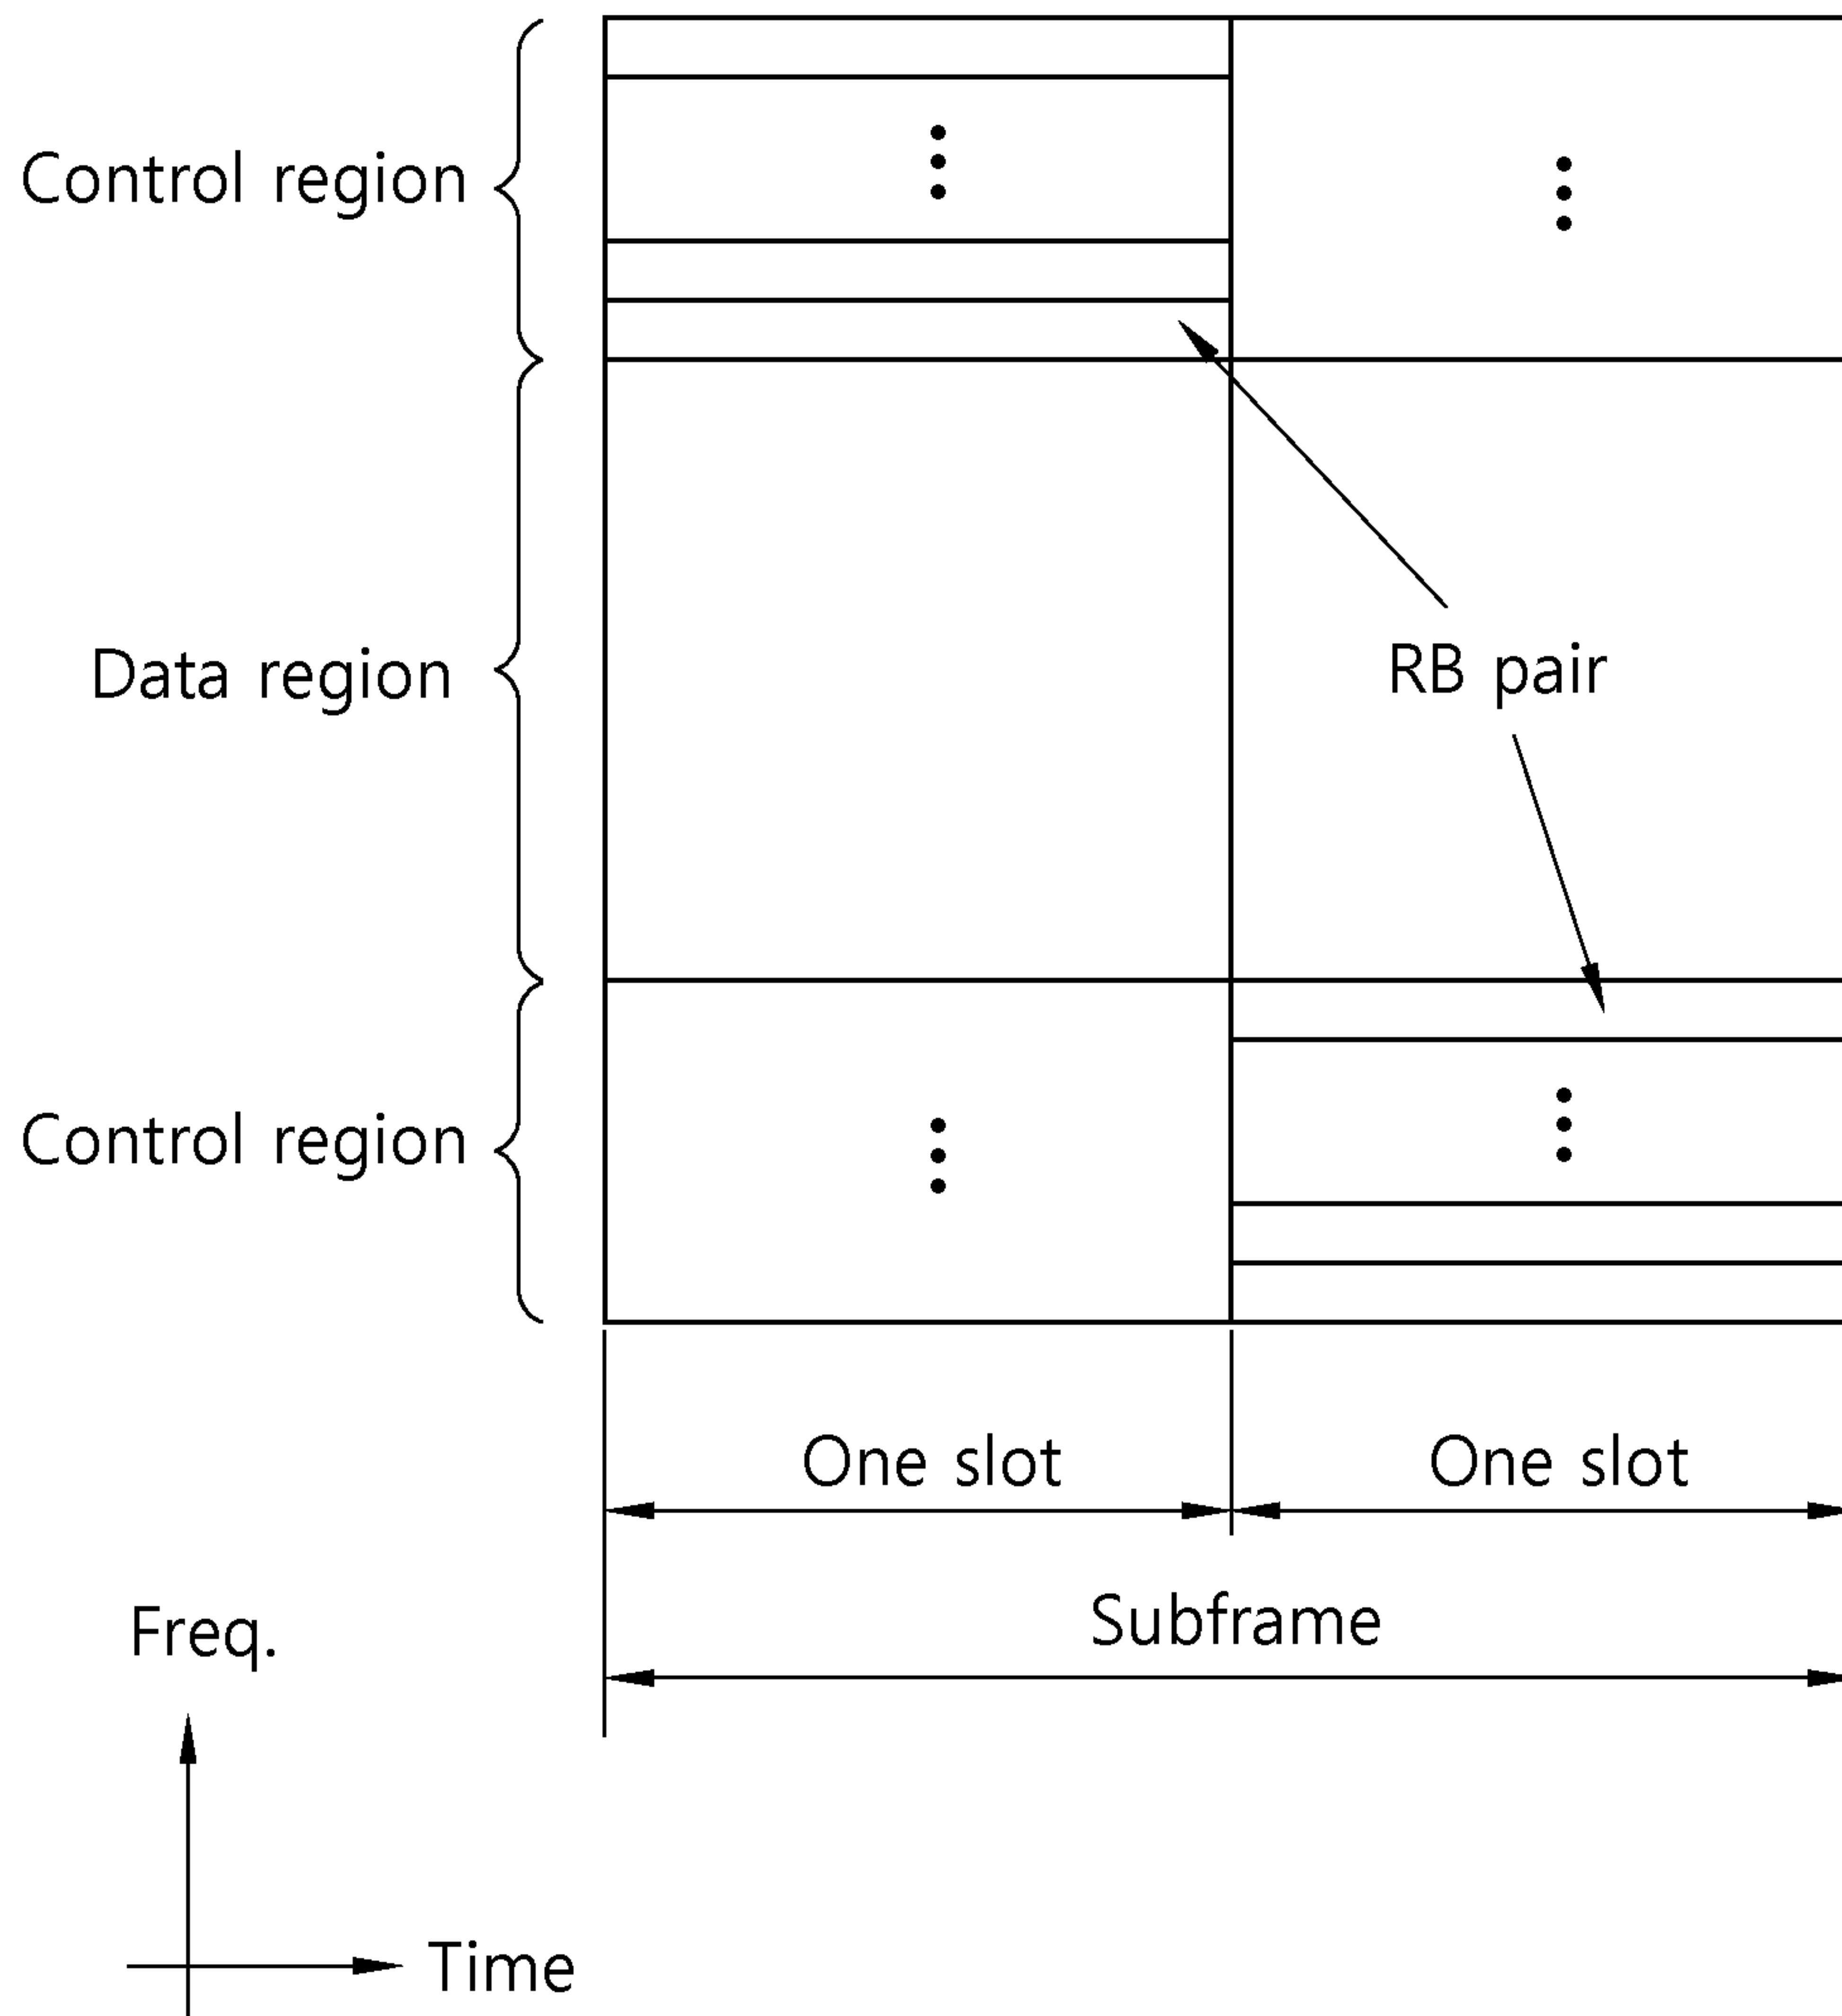 Control region
Data region
RB pair
Control region
One slot
One slot
Subframe
Freq.
Time